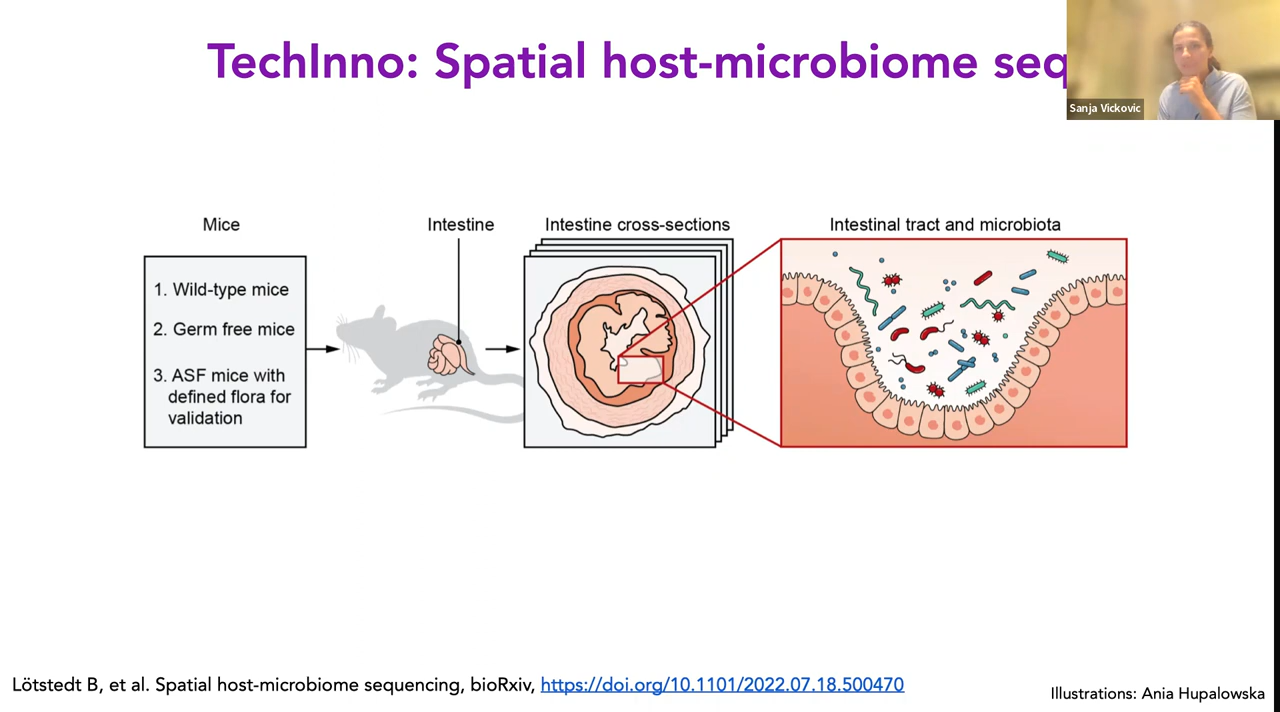 TechInno: Spatial host-microbiome seq
Sanja Vickovic
Mice
Intestine
Intestine cross-sections
Intestinal tract and microbiota
1. Wild-type mice
2. Germ free mice
3. ASF mice with
defined flora for
validation
Lötstedt B, et al. Spatial host-microbiome sequencing, bioRxiv, https://doi.org/10.1101/2022.07.18.500470
Illustrations: Ania Hupalowska